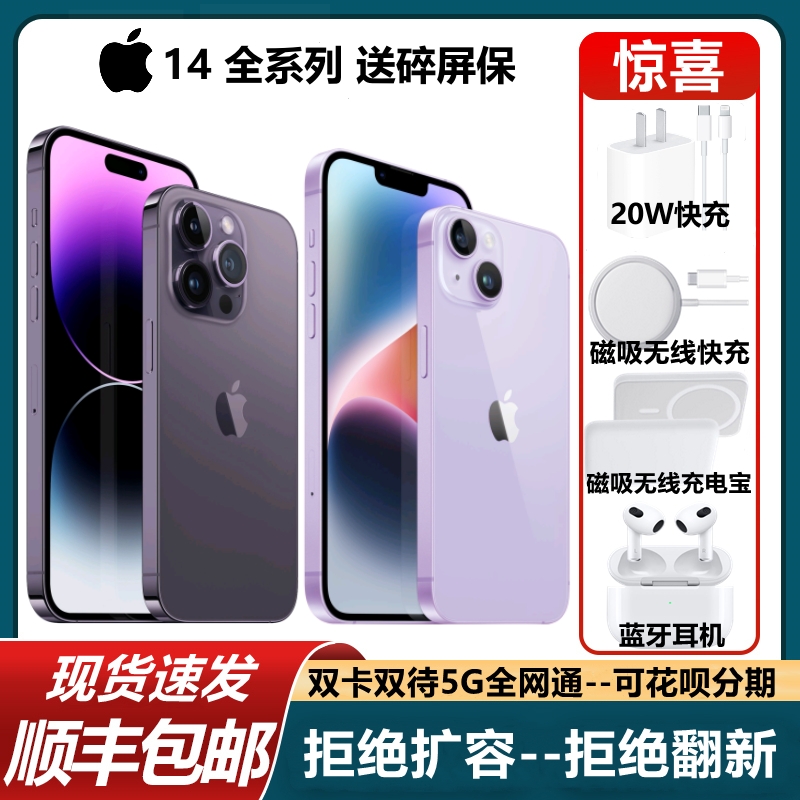 14 全系列 送碎屏保
惊喜
20W快充
磁吸无线快充
磁吸无线充电宝
蓝牙耳机
现货速发
顺丰包邮
双卡双待5G全网通--可花呗分期
拒绝扩容--拒绝翻新